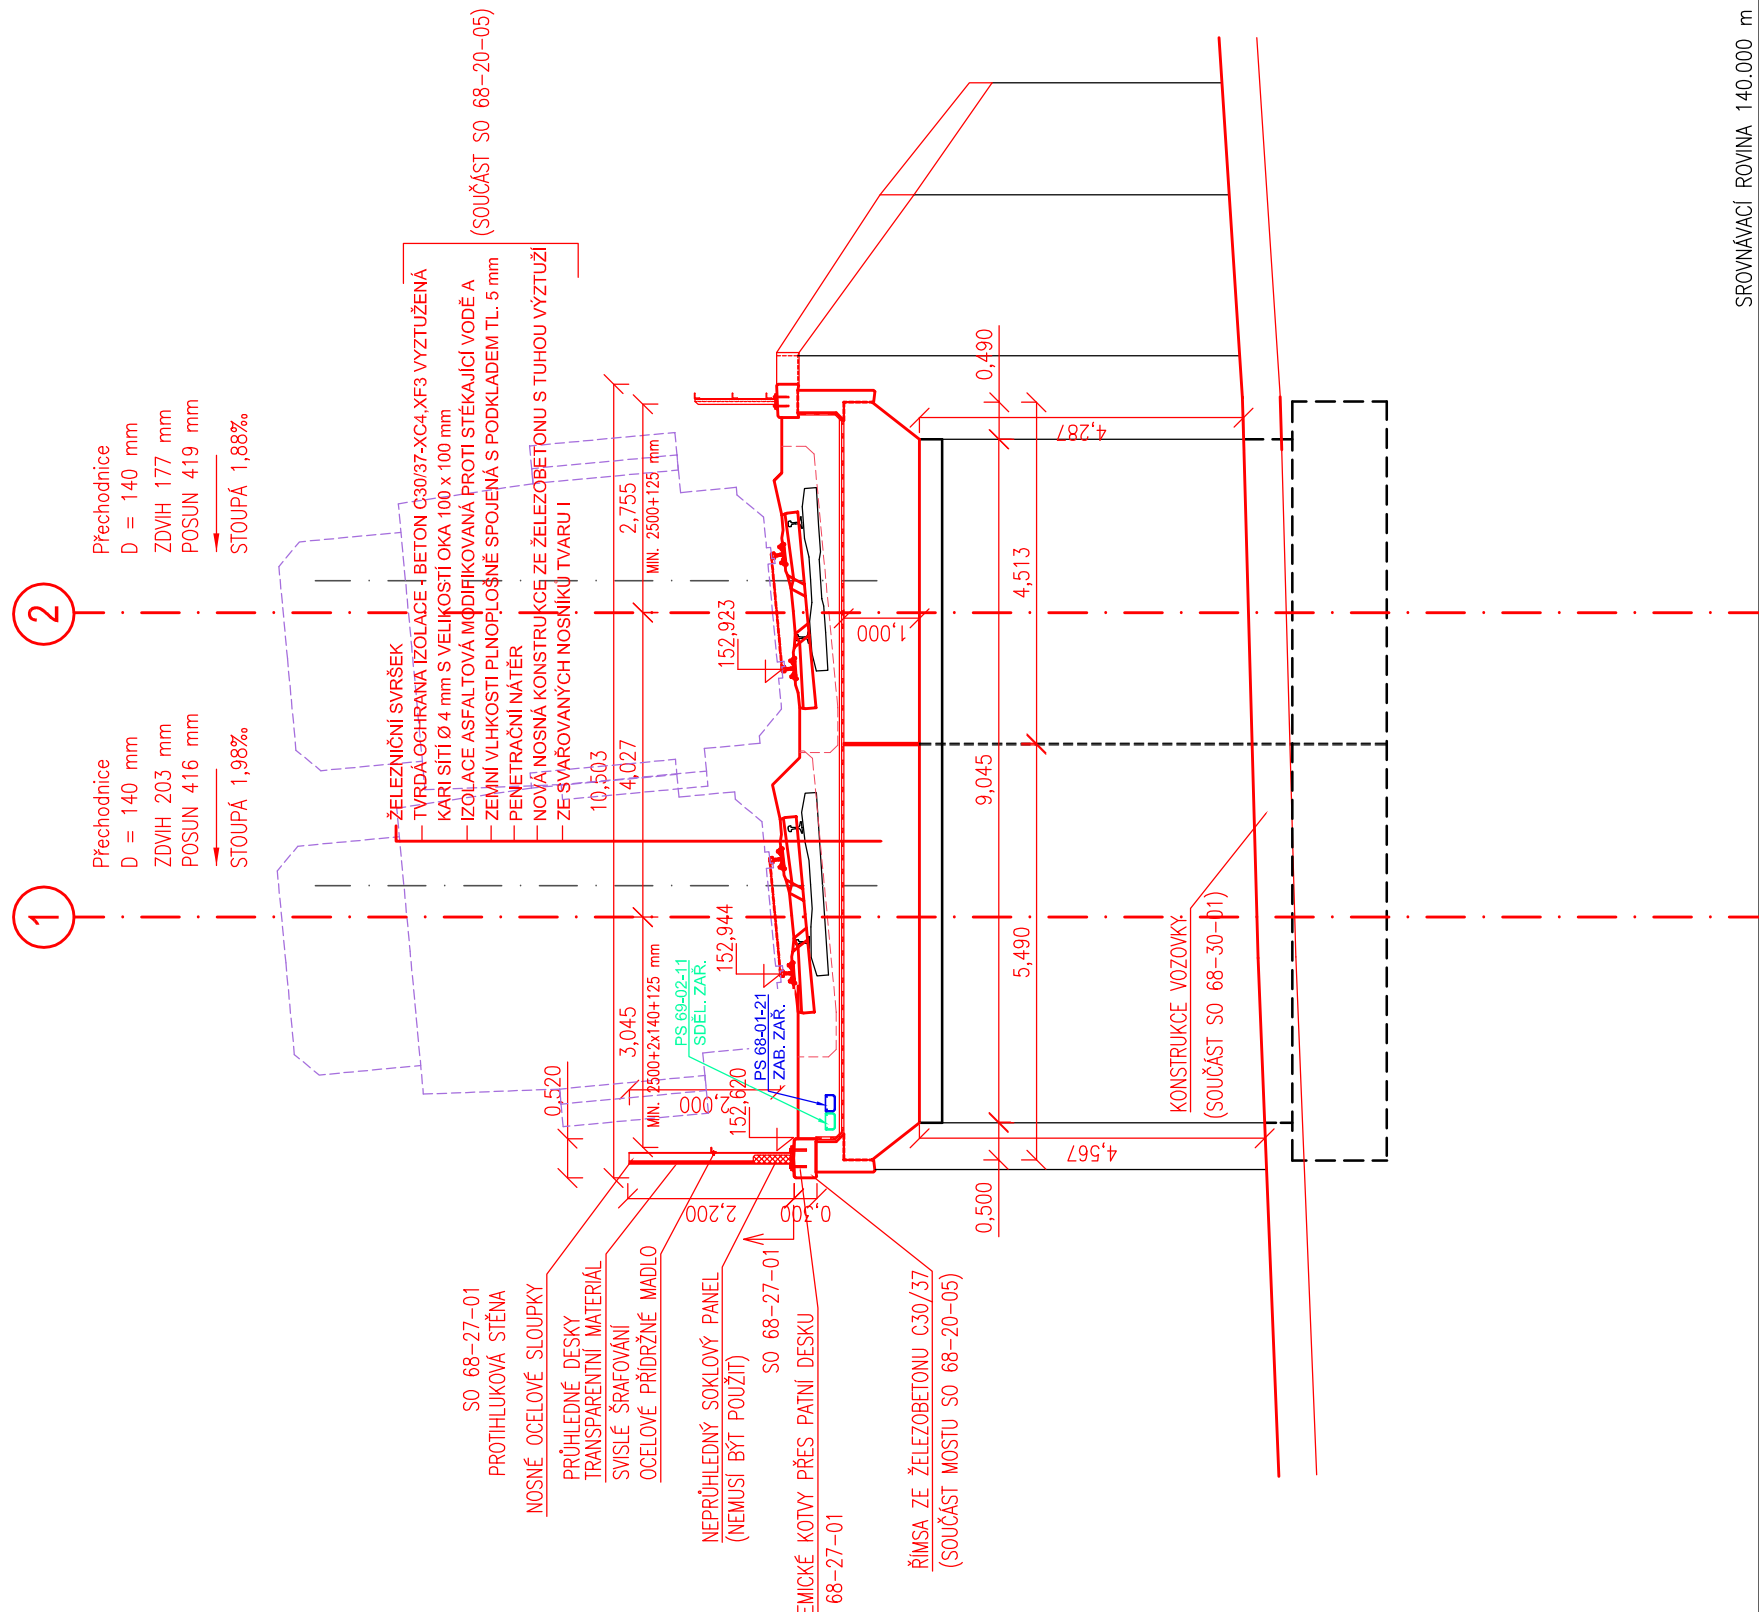 1
Přechodnice
D = 140 mm
ZDVIH 203 mm
POSUN 416 mm
STOUPÁ 1,98‰
2
Přechodnice
D = 140 mm
ZDVIH 177 mm
POSUN 419 mm
STOUPÁ 1,88‰
ŽELEZNIČNÍ SVRŠEK
TVRDÁ OCHRANA IZOLACE - BETON C30/37-XC4,XF3 VYZTUŽENÁ
KARI SÍTÍ Ø 4 mm S VELIKOSTÍ OKA 100 x 100 mm
IZOLACE ASFALTOVÁ MODIFIKOVANÁ PROTI STÉKAJÍCÍ VODĚ A
ZEMNÍ VLHKOSTI PLNOPLOŠNĚ SPOJENÁ S PODKLADEM TL. 5 mm
PENETRAČNÍ NÁTĚR
NOVÁ NOSNÁ KONSTRUKCE ZE ŽELEZOBETONU S TUHOU VÝZTUŽÍ
ZE SVAŘOVANÝCH NOSNÍKŮ TVARU I
(SOUČÁST SO 68-20-05)
0,520
10,503
3,045
4,027
2,755
MIN. 2500+2x140+125 mm
MIN. 2500+125 mm
3,000
PS 69-02-11
SDĚL. ZAŘ.
152,944
152,923
152,620
PS 68-01-21
ZAB. ZAŘ.
2,200
0,300
1,000
SO 68-27-01
PROTIHLUKOVÁ STĚNA
NOSNÉ OCELOVÉ SLOUPKY
PRŮHLEDNÉ DESKY
TRANSPARENTNÍ MATERIÁL
SVISLÉ ŠRAFOVÁNÍ
OCELOVÉ PŘÍDRŽNÉ MADLO
NEPRŮHLEDNÝ SOKLOVÝ PANEL
(NEMUSÍ BÝT POUŽIT)
SO 68-27-01
EMICKÉ KOTVY PŘES PATNÍ DESKU
68-27-01
ŘÍMSA ZE ŽELEZOBETONU C30/37
(SOUČÁST MOSTU SO 68-20-05)
0,500
9,045
0,490
5,490
4,513
4,567
4,287
KONSTRUKCE VOZOVKY
(SOUČÁST SO 68-30-01)
SROVNÁVACÍ ROVINA 140.000 m